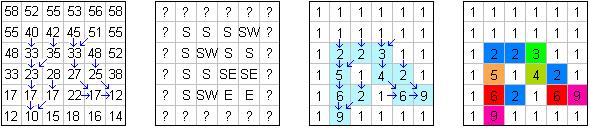 58 52 55 53 56 58 ? ? ? ? ? ? 1 1 1 1 1 1 1 1 1 1 1 1
55 40 42 45 51 55 ? S S S SW ? 1 1 1 1 1 1 1 1 1 1 1 1
48 33 35 33 48 52 ? S SW S S ? 1 2 2 3 1 1 1 2 2 3 1 1
33 23 28 27 25 38 ? S S SE SE ? 1 5 1 4 2 1 1 5 1 4 2 1
17 17 17 22 17 12 ? S SW E E ? 1 6 2 1 6 9 1 6 2 1 6 9
12 10 15 18 16 14 ? ? ? ? ? ? 1 9 1 1 1 1 1 9 1 1 1 1